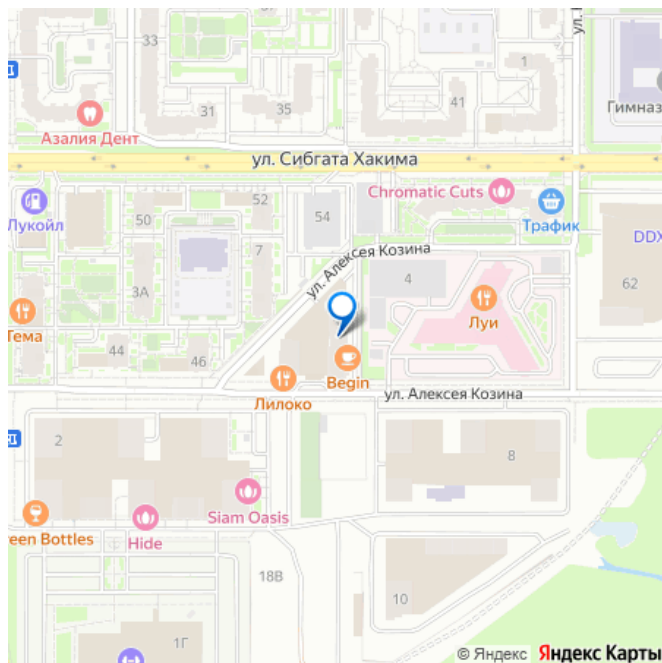 33
1
31
35
41
Гимназ
Азалия Дент
ул. Сибгата Хакима
Chromatic Cuts
Лукойл
50
52
54
Трафик
7
ул. Алексея Козина
DDX
3А
4
62
Тема
Луи
44
46
Begin
Лилоко
ул. Алексея Козина
2
8
Siam Oasis
reen Bottles
Hide
18В
10
1Г
© Яндекс Яндекс Карты